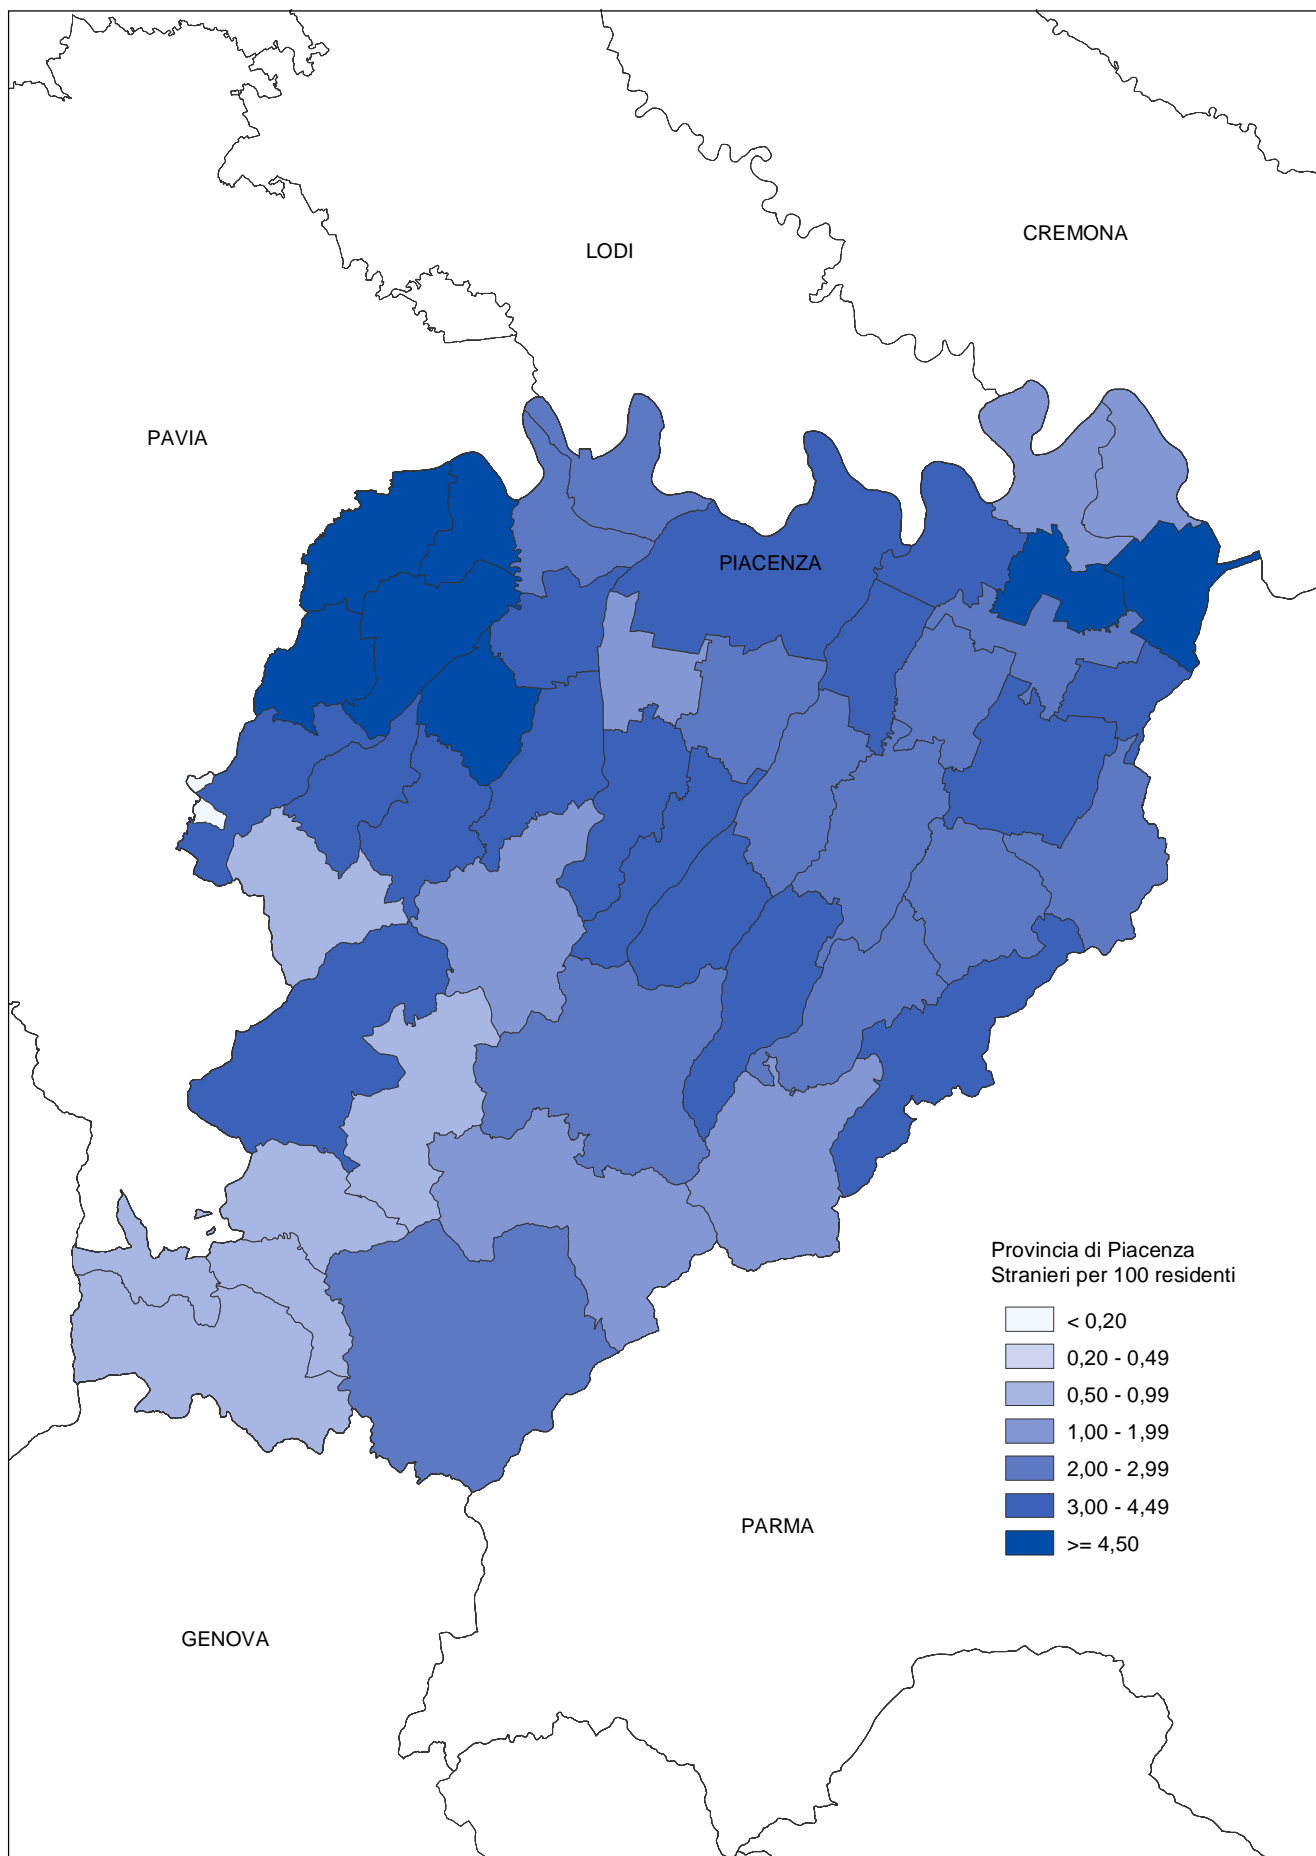 CREMONA
LODI
PAVIA
PIACENZA
Provincia di Piacenza
Stranieri per 100 residenti
< 0,20
0,20 - 0,49
0,50 - 0,99
1,00 - 1,99
2,00 - 2,99
3,00 - 4,49
>= 4,50
PARMA
GENOVA